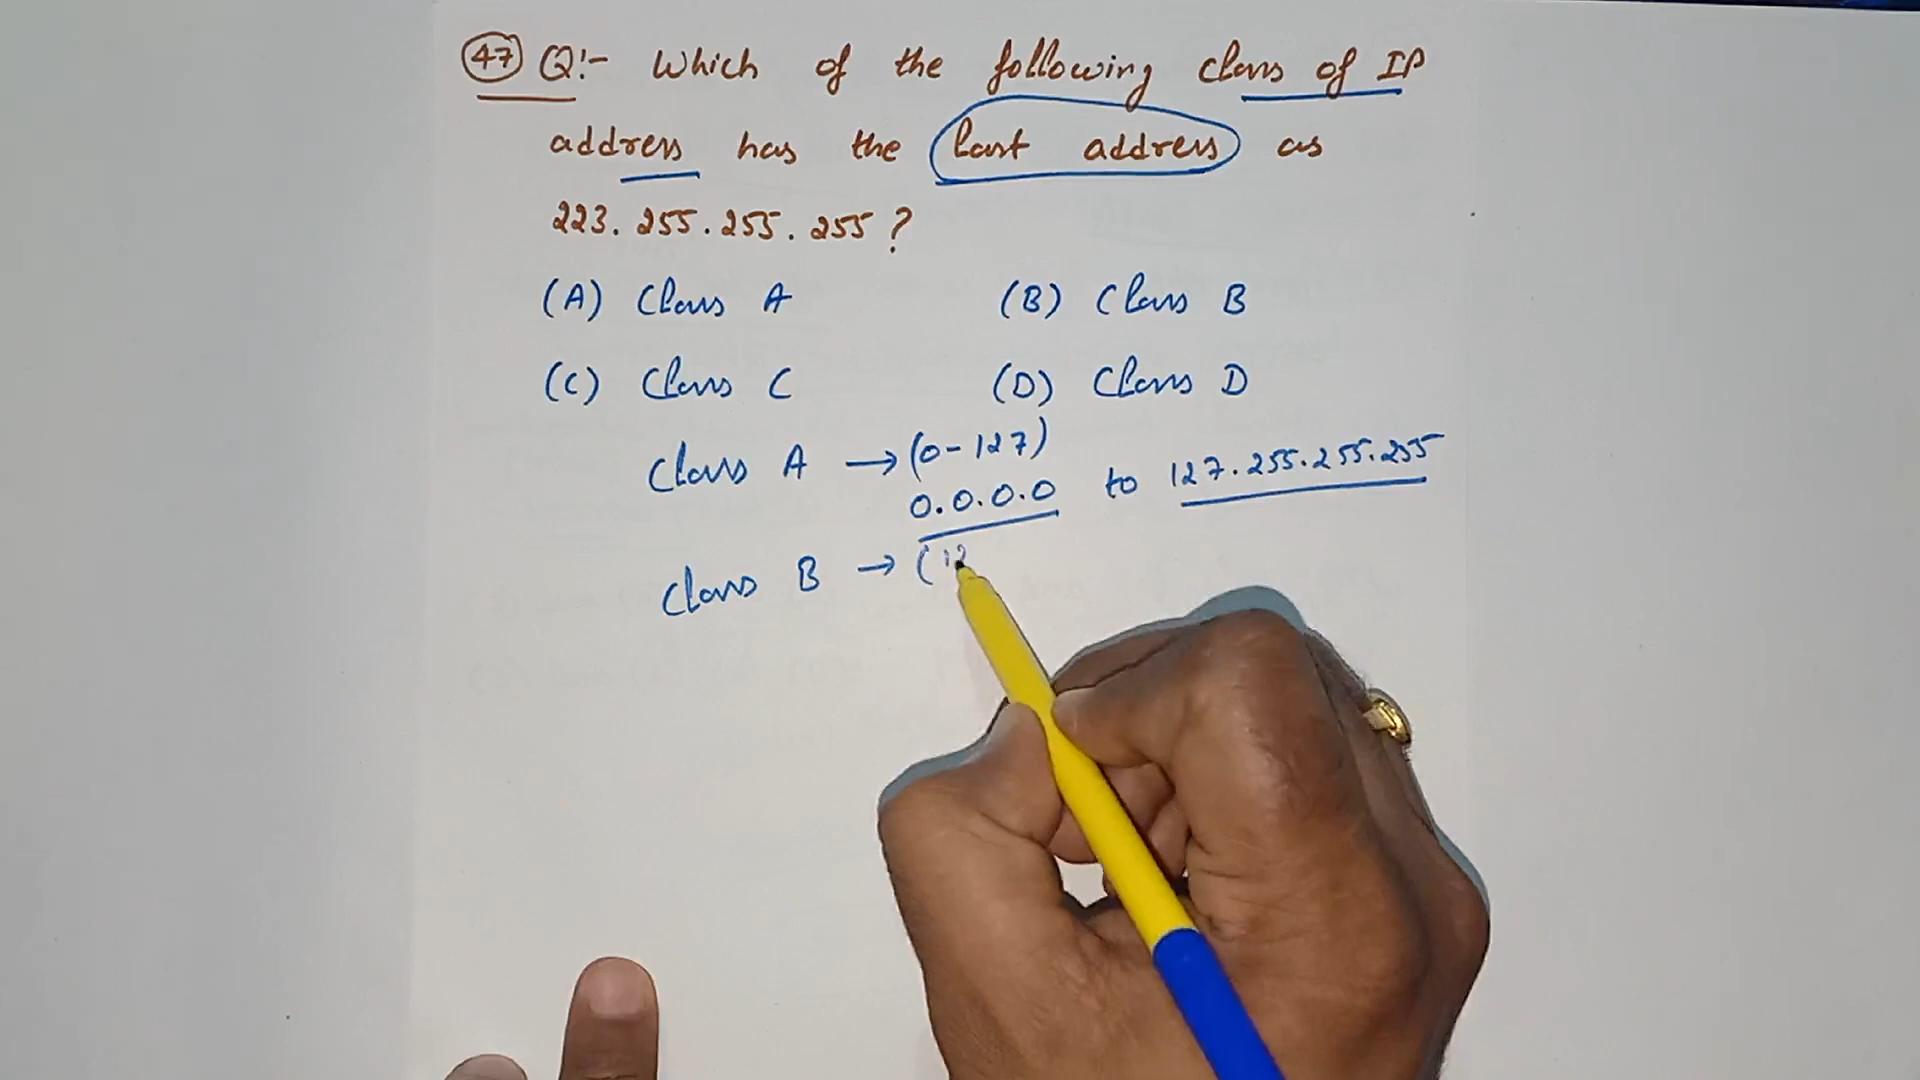 47 Q:- Which of the following class of IP
address has the last address as
223.255.255.255 ?
(A) Class A (B) Class B
(C) Class C (D) Class D
Class A → (0-127)
0.0.0.0 to 127.255.255.255
Class B → (12